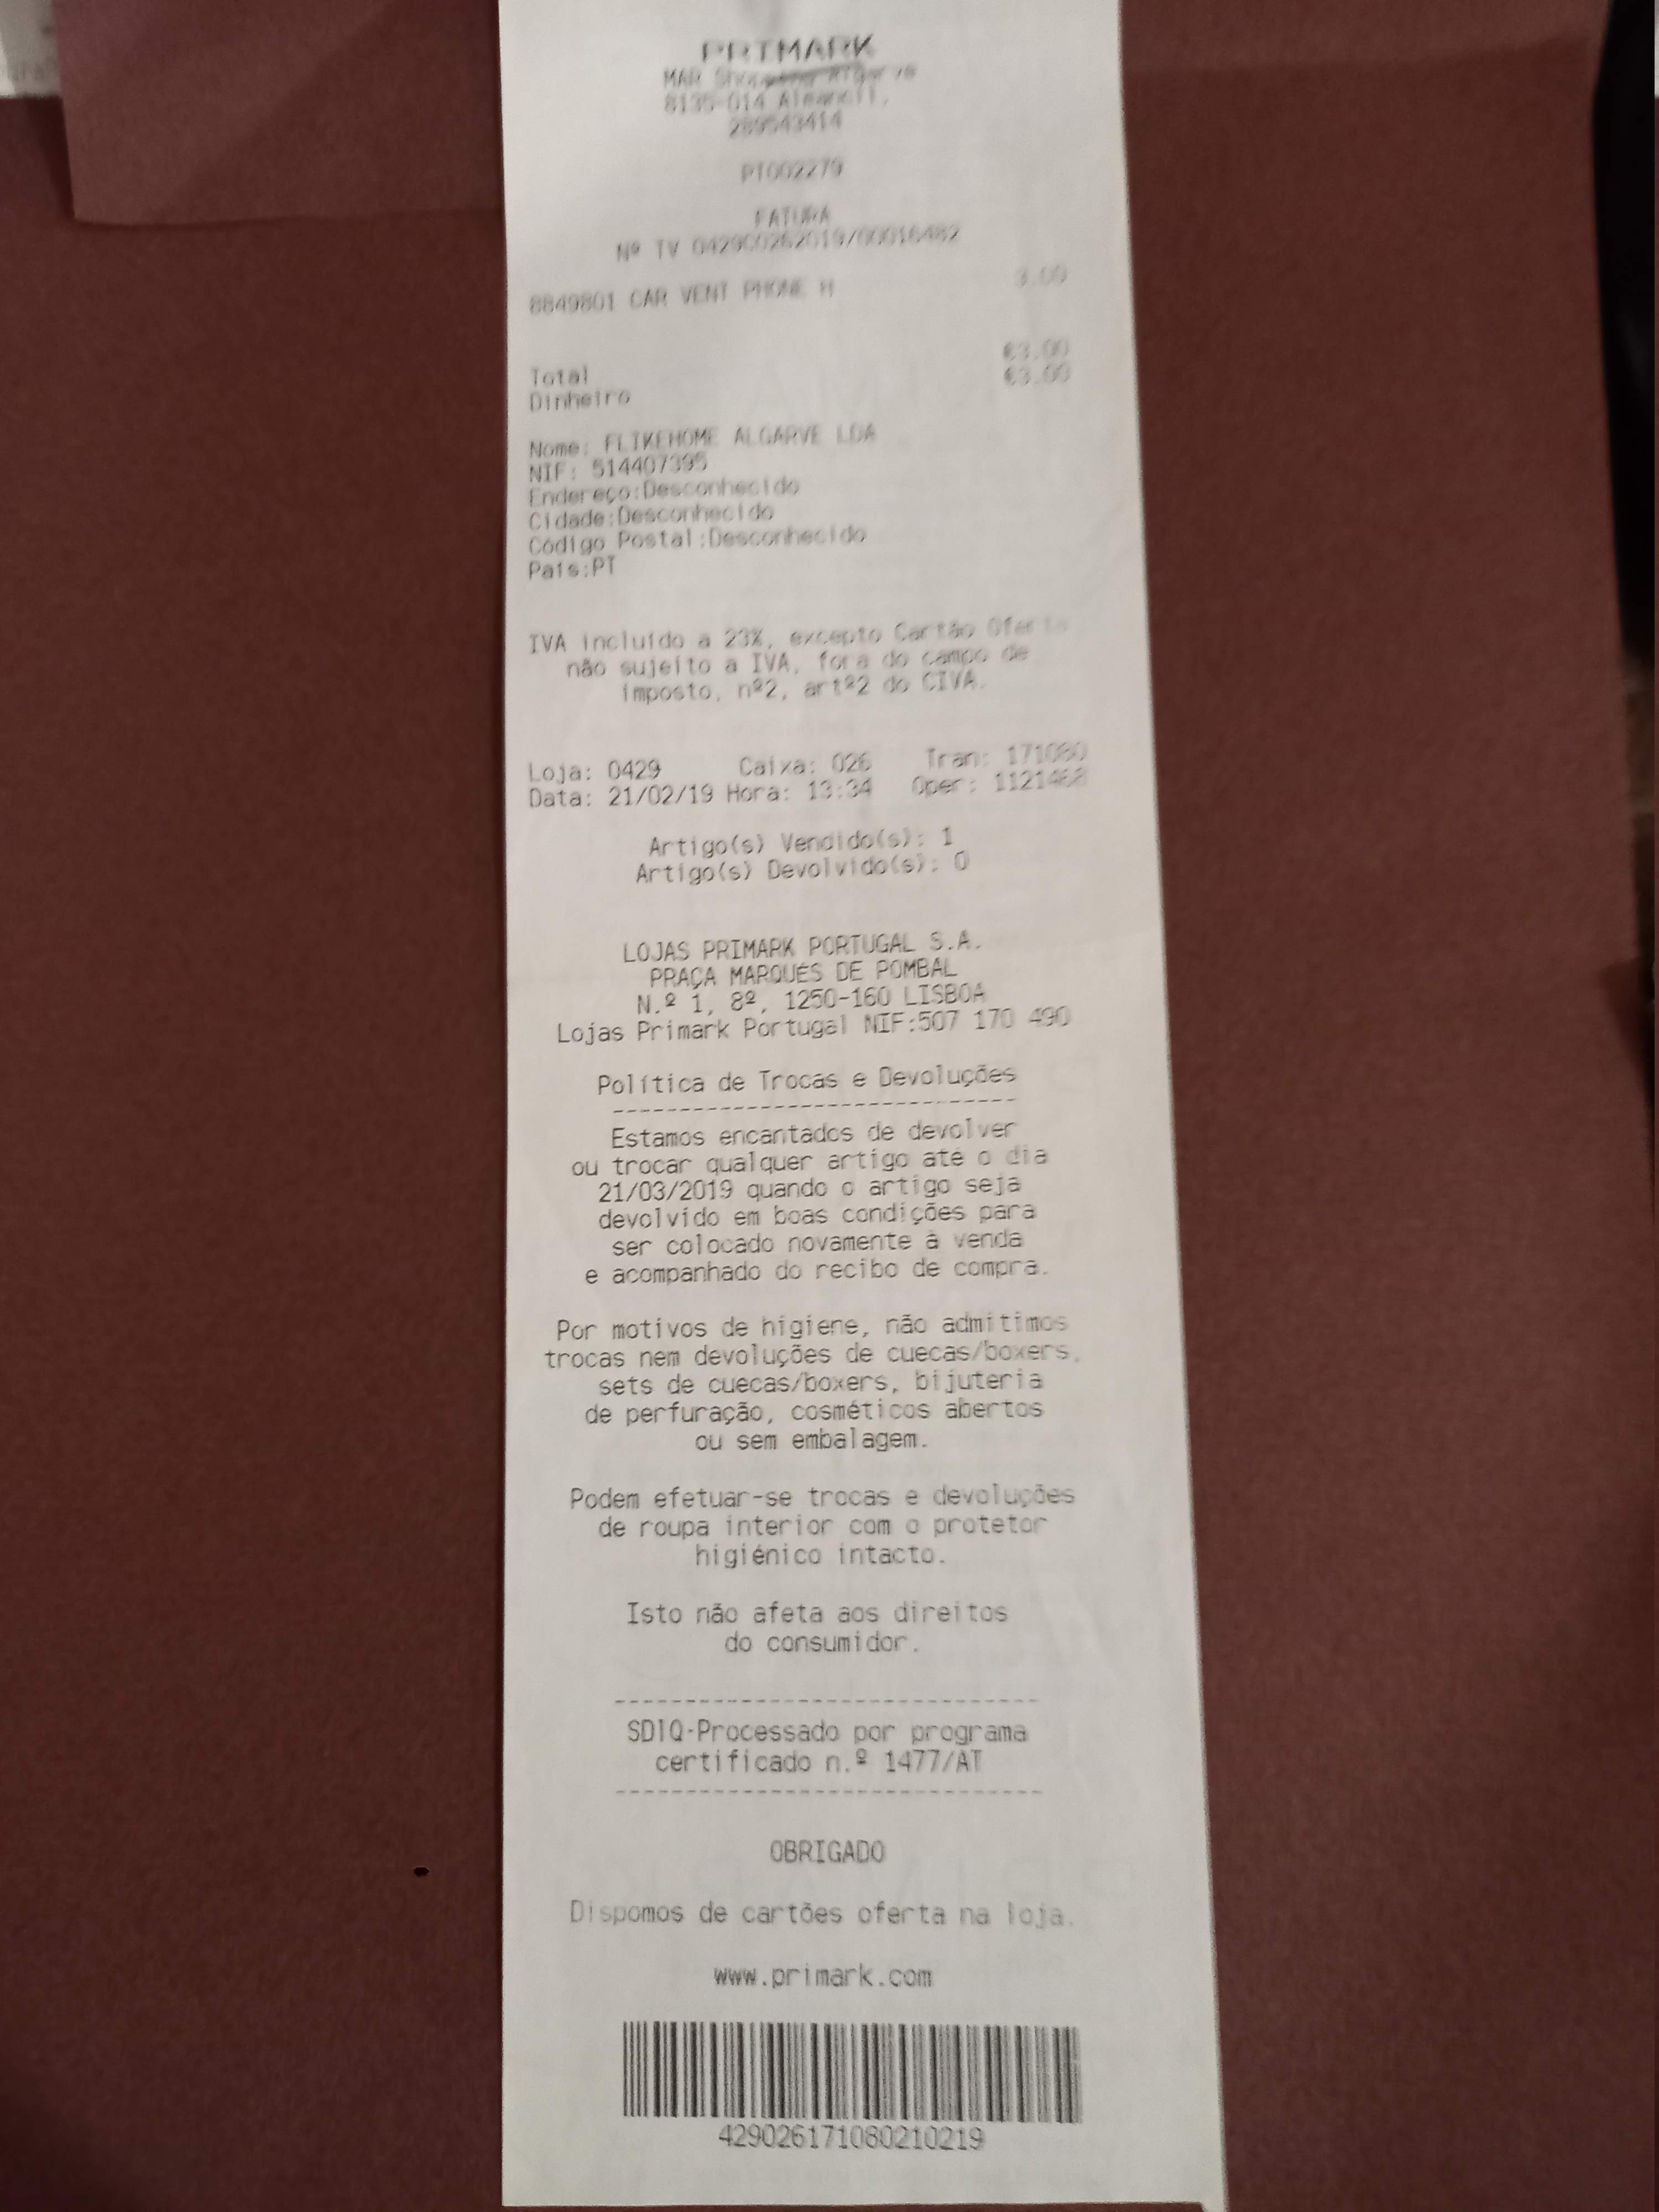 PRIMARK
MAR Shopping Algarve
8135-014 Almancil,
289543414
PT002279
FATURA
Nº TV 0429C0262019/00016482
8849801 CAR VENT PHONE H 3.00
€3.00
Total €3.00
Dinheiro
Nome: FLIKEHOME ALGARVE LDA
NIF: 514407395
Endereço:Desconhecido
Cidade:Desconhecido
Código Postal:Desconhecido
País:PT
IVA incluído a 23%, excepto Cartão Oferta
não sujeito a IVA, fora do campo de
imposto, nº2, artº2 do CIVA.
Loja: 0429 Caixa: 026 Tran: 171080
Data: 21/02/19 Hora: 13:34 Oper: 1121468
Artigo(s) Vendido(s): 1
Artigo(s) Devolvido(s): 0
LOJAS PRIMARK PORTUGAL S.A.
PRAÇA MARQUÊS DE POMBAL
N.º 1, 8º, 1250-160 LISBOA
Lojas Primark Portugal NIF:507 170 490
Política de Trocas e Devoluções
------------------------------
Estamos encantados de devolver
ou trocar qualquer artigo até o dia
21/03/2019 quando o artigo seja
devolvido em boas condições para
ser colocado novamente à venda
e acompanhado do recibo de compra.
Por motivos de higiene, não admitimos
trocas nem devoluções de cuecas/boxers,
sets de cuecas/boxers, bijuteria
de perfuração, cosméticos abertos
ou sem embalagem.
Podem efetuar-se trocas e devoluções
de roupa interior com o protetor
higiénico intacto.
Isto não afeta aos direitos
do consumidor.
------------------------------
SDIQ-Processado por programa
certificado n.º 1477/AT
------------------------------
OBRIGADO
Dispomos de cartões oferta na loja.
www.primark.com
429026171080210219